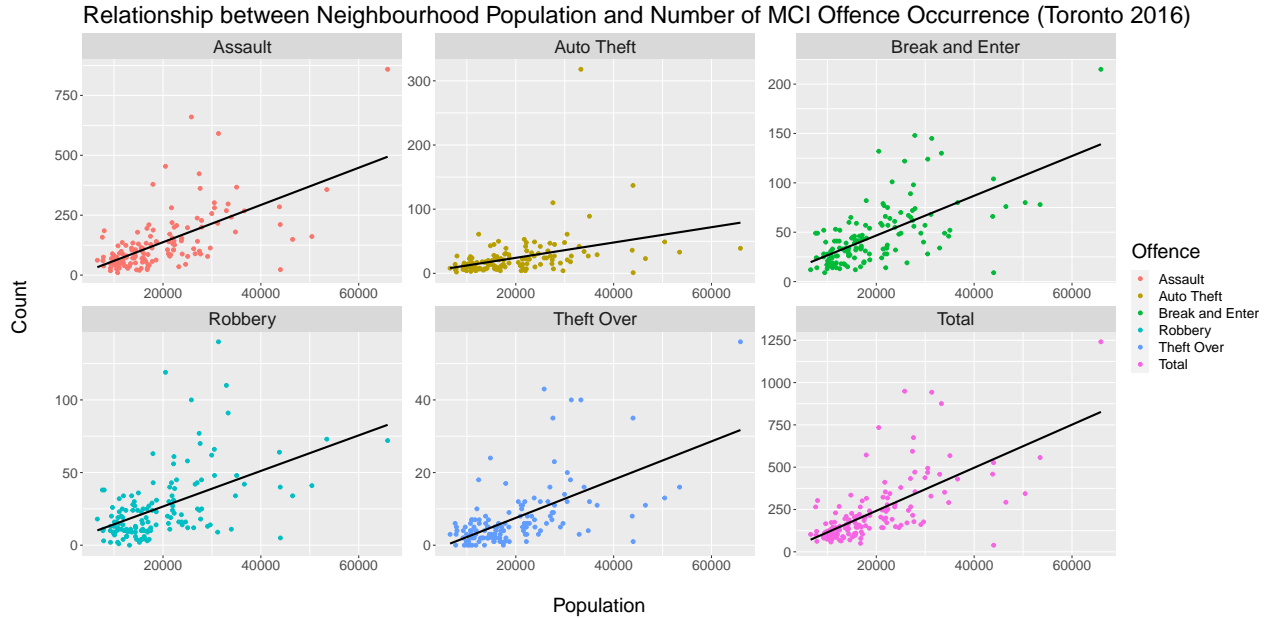 Relationship between Neighbourhood Population and Number of MCI Offence Occurrence (Toronto 2016)
Assault
Auto Theft
Break and Enter
750
500
250
0
20000 40000 60000
300
200
100
0
20000 40000 60000
200
150
100
50
0
20000 40000 60000
Robbery
Theft Over
Total
100
50
0
20000 40000 60000
40
20
0
20000 40000 60000
1250
1000
750
500
250
0
20000 40000 60000
Count
Population
Offence
Assault
Auto Theft
Break and Enter
Robbery
Theft Over
Total